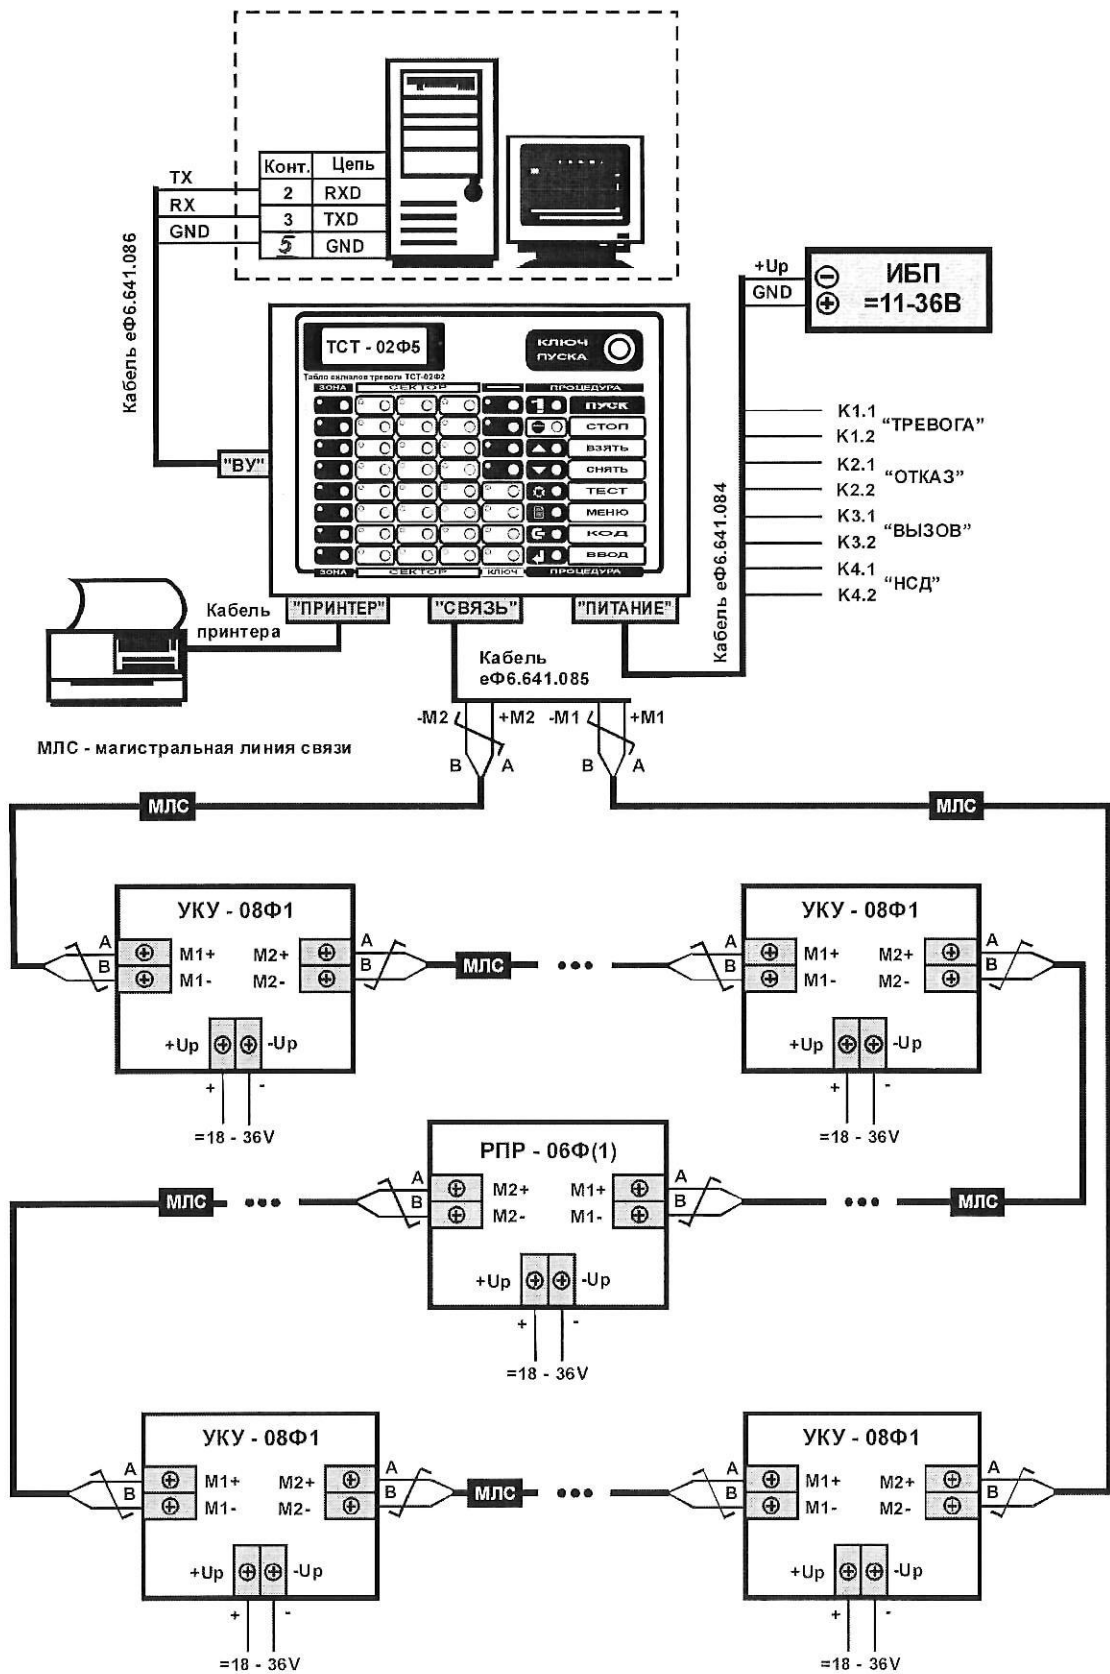 Конт. Цепь
TX 2 RXD
RX 3 TXD
GND 5 GND
Кабель еФ6.641.086
+Up ИБП
GND =11-36В
ТСТ - 02Ф5
КЛЮЧ
ПУСКА
Табло сигналов тревоги ТСТ-02Ф2
ЗОНА СЕКТОР ПРОЦЕДУРА
ПУСК
СТОП
ВЗЯТЬ
СНЯТЬ
ТЕСТ
МЕНЮ
КОД
ВВОД
ЗОНА СЕКТОР КЛЮЧ ПРОЦЕДУРА
"ВУ"
K1.1
"ТРЕВОГА"
K1.2
K2.1
"ОТКАЗ"
K2.2
K3.1
"ВЫЗОВ"
K3.2
K4.1
"НСД"
K4.2
Кабель еФ6.641.084
"ПРИНТЕР" "СВЯЗЬ" "ПИТАНИЕ"
Кабель
принтера
Кабель
еФ6.641.085
-M2 +M2 -M1 +M1
B A B A
МЛС - магистральная линия связи
МЛС МЛС
УКУ - 08Ф1 УКУ - 08Ф1
A M1+ M2+ A A M1+ M2+ A
B M1- M2- B МЛС B M1- M2- B
+Up -Up +Up -Up
+ - + -
=18 - 36V =18 - 36V
РПР - 06Ф(1)
A M2+ M1+ A
МЛС B M2- M1- B МЛС
+Up -Up
+ -
=18 - 36V
УКУ - 08Ф1 УКУ - 08Ф1
A M1+ M2+ A A M1+ M2+ A
B M1- M2- B МЛС B M1- M2- B
+Up -Up +Up -Up
+ - + -
=18 - 36V =18 - 36V